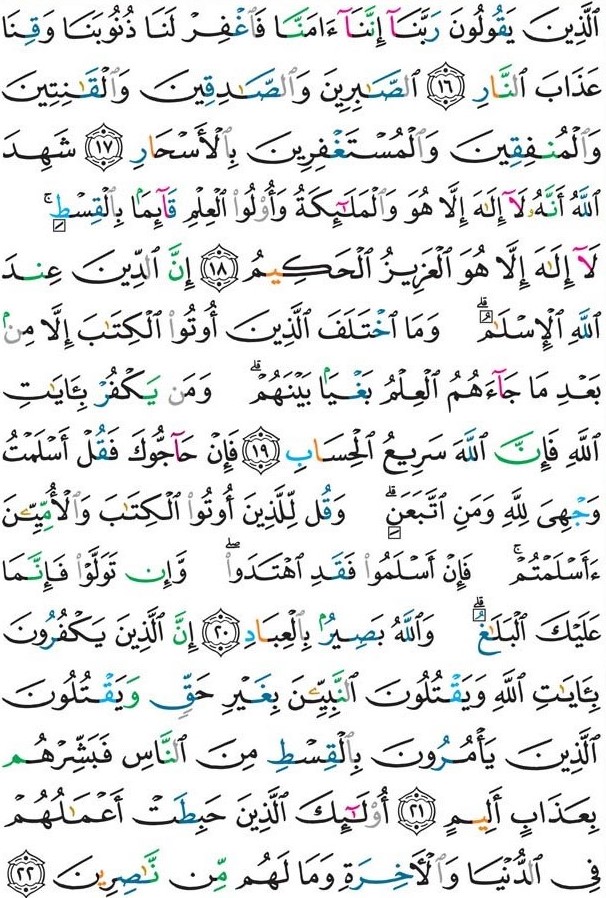 ٱلَّذِينَ يَقُولُونَ رَبَّنَآ إِنَّنَآ ءَامَنَّا فَٱغۡفِرۡ لَنَا ذُنُوبَنَا وَقِنَا
عَذَابَ ٱلنَّارِ ١٦ ٱلصَّٰبِرِينَ وَٱلصَّٰدِقِينَ وَٱلۡقَٰنِتِينَ
وَٱلۡمُنفِقِينَ وَٱلۡمُسۡتَغۡفِرِينَ بِٱلۡأَسۡحَارِ ١٧ شَهِدَ
ٱللَّهُ أَنَّهُۥ لَآ إِلَٰهَ إِلَّا هُوَ وَٱلۡمَلَٰٓئِكَةُ وَأُوْلُواْ ٱلۡعِلۡمِ قَآئِمَۢا بِٱلۡقِسۡطِۚ
لَآ إِلَٰهَ إِلَّا هُوَ ٱلۡعَزِيزُ ٱلۡحَكِيمُ ١٨ إِنَّ ٱلدِّينَ عِندَ
ٱللَّهِ ٱلۡإِسۡلَٰمُۗ وَمَا ٱخۡتَلَفَ ٱلَّذِينَ أُوتُواْ ٱلۡكِتَٰبَ إِلَّا مِنۢ
بَعۡدِ مَا جَآءَهُمُ ٱلۡعِلۡمُ بَغۡيَۢا بَيۡنَهُمۡۗ وَمَن يَكۡفُرۡ بِـَٔايَٰتِ
ٱللَّهِ فَإِنَّ ٱللَّهَ سَرِيعُ ٱلۡحِسَابِ ١٩ فَإِنۡ حَآجُّوكَ فَقُلۡ أَسۡلَمۡتُ
وَجۡهِيَ لِلَّهِ وَمَنِ ٱتَّبَعَنِۗ وَقُل لِّلَّذِينَ أُوتُواْ ٱلۡكِتَٰبَ وَٱلۡأُمِّيِّـۧنَ
ءَأَسۡلَمۡتُمۡۚ فَإِنۡ أَسۡلَمُواْ فَقَدِ ٱهۡتَدَواْۖ وَّإِن تَوَلَّوۡاْ فَإِنَّمَا
عَلَيۡكَ ٱلۡبَلَٰغُۗ وَٱللَّهُ بَصِيرُۢ بِٱلۡعِبَادِ ٢٠ إِنَّ ٱلَّذِينَ يَكۡفُرُونَ
بِـَٔايَٰتِ ٱللَّهِ وَيَقۡتُلُونَ ٱلنَّبِيِّـۧنَ بِغَيۡرِ حَقّٖ وَيَقۡتُلُونَ
ٱلَّذِينَ يَأۡمُرُونَ بِٱلۡقِسۡطِ مِنَ ٱلنَّاسِ فَبَشِّرۡهُم
بِعَذَابٍ أَلِيمٍ ٢١ أُوْلَٰٓئِكَ ٱلَّذِينَ حَبِطَتۡ أَعۡمَٰلُهُمۡ
فِي ٱلدُّنۡيَا وَٱلۡأٓخِرَةِ وَمَا لَهُم مِّن نَّٰصِرِينَ ٢٢